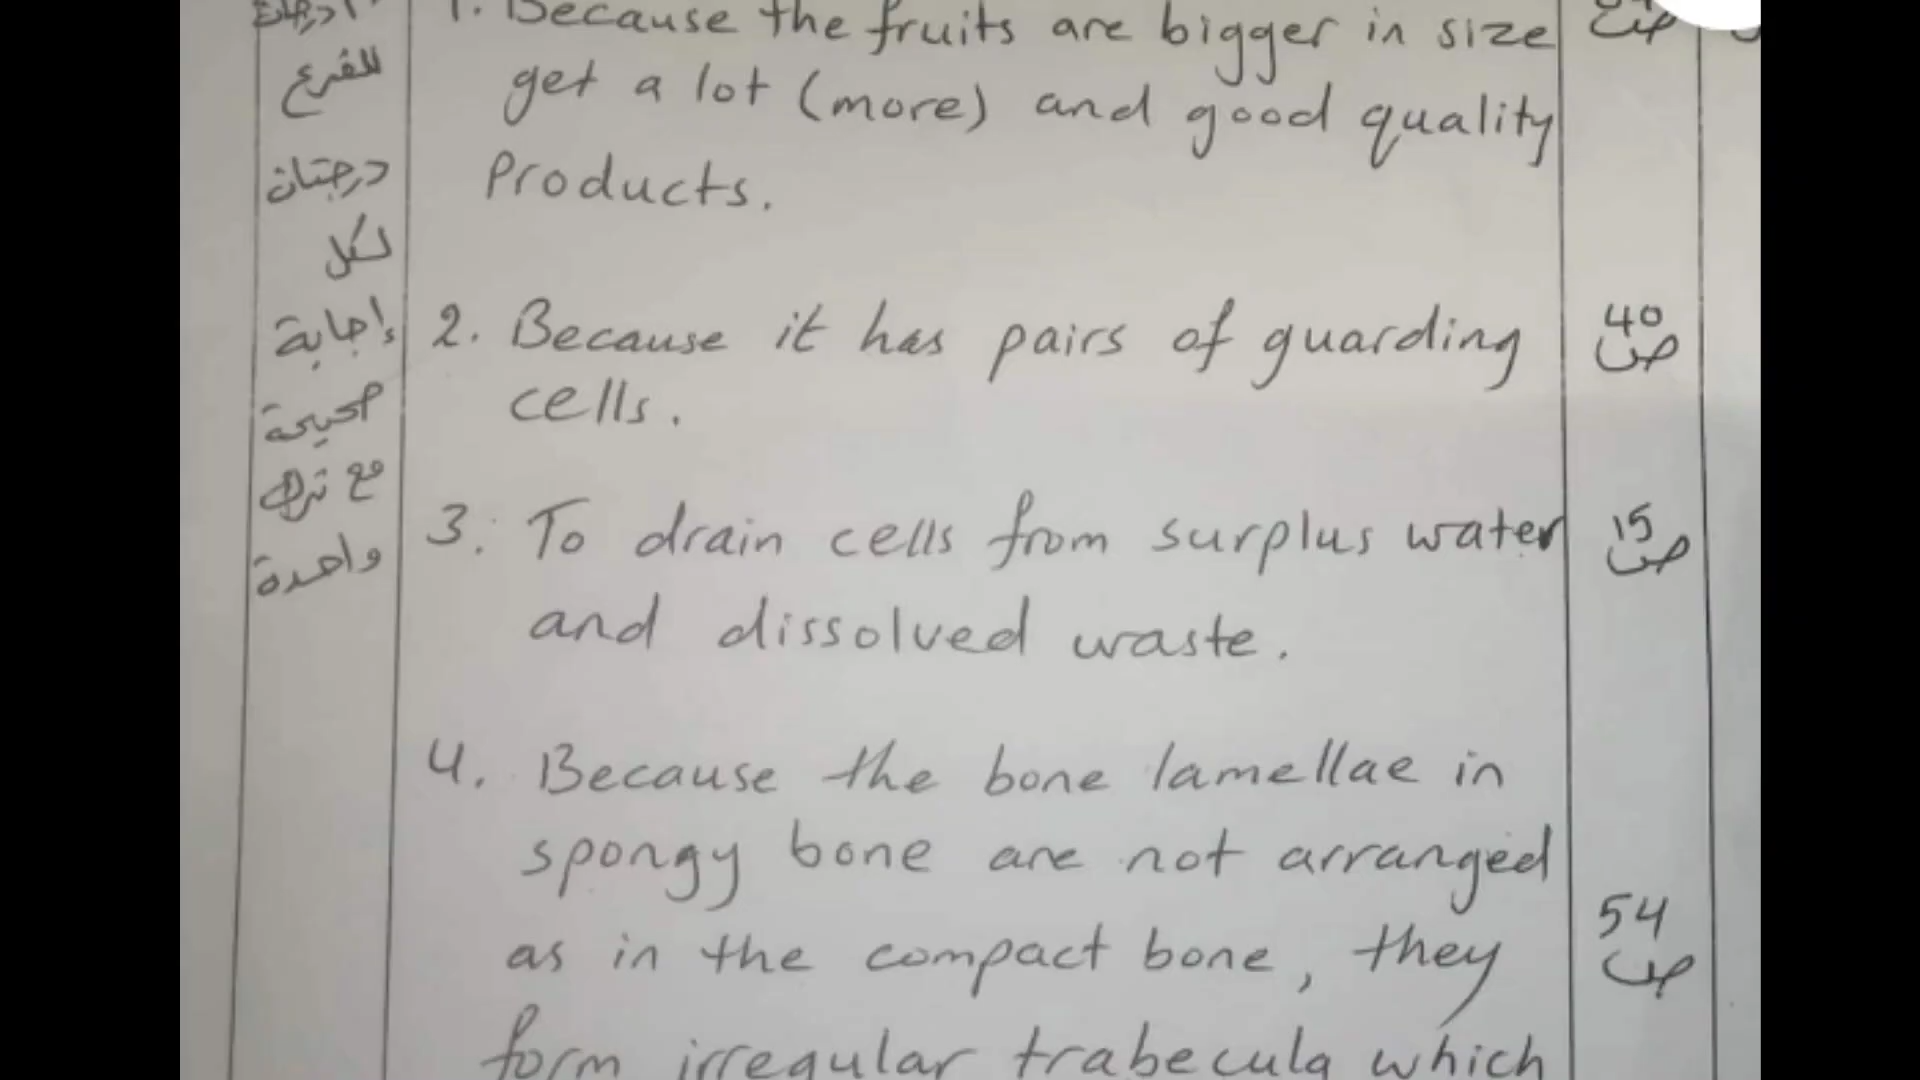 1. Because the fruits are bigger in size
get a lot (more) and good quality
Products.
2. Because it has pairs of guarding
cells.
3. To drain cells from surplus water
and dissolved waste.
4. Because the bone lamellae in
spongy bone are not arranged
as in the compact bone, they
form irregular trabecula which
درجات
للفرع
درجتان
لكل
إجابة
صحيحة
مع ترك
واحدة
ص
40
ص
15
ص
54
ص